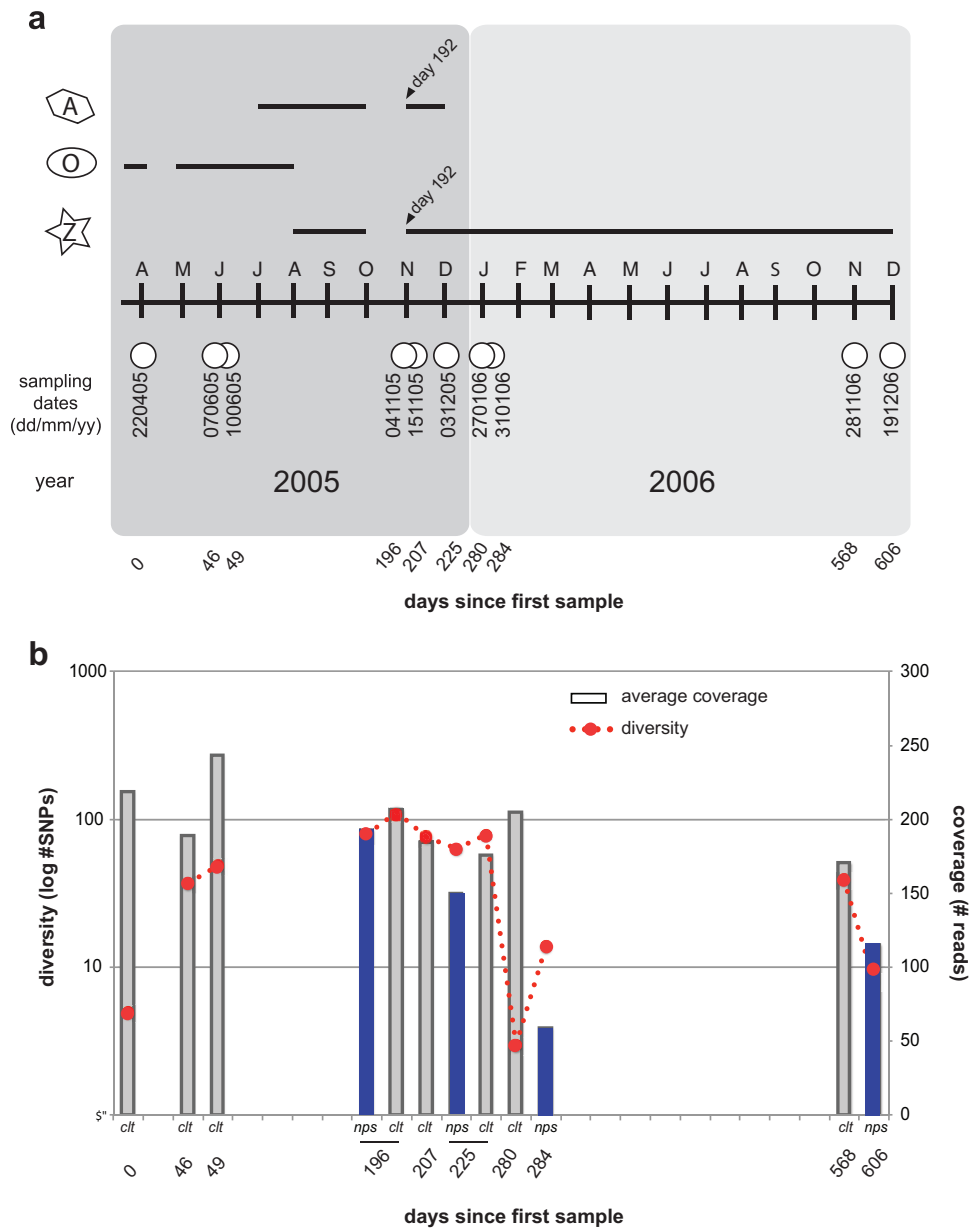 a
day 192
A
O
day 192
Z
A M J J A S O N D J F M A M J J A S O N D
sampling dates (dd/mm/yy)
220405 070605 100605 041105 151105 031205 270106 310106 281106 191206
year 2005 2006
0 46 49 196 207 225 280 284 568 606
days since first sample
b
1000 300
average coverage
diversity
250
100 200
150
10 100
50
$" 0
diversity (log #SNPs)
coverage (# reads)
clt clt clt nps clt clt nps clt clt nps clt nps
0 46 49 196 207 225 280 284 568 606
days since first sample